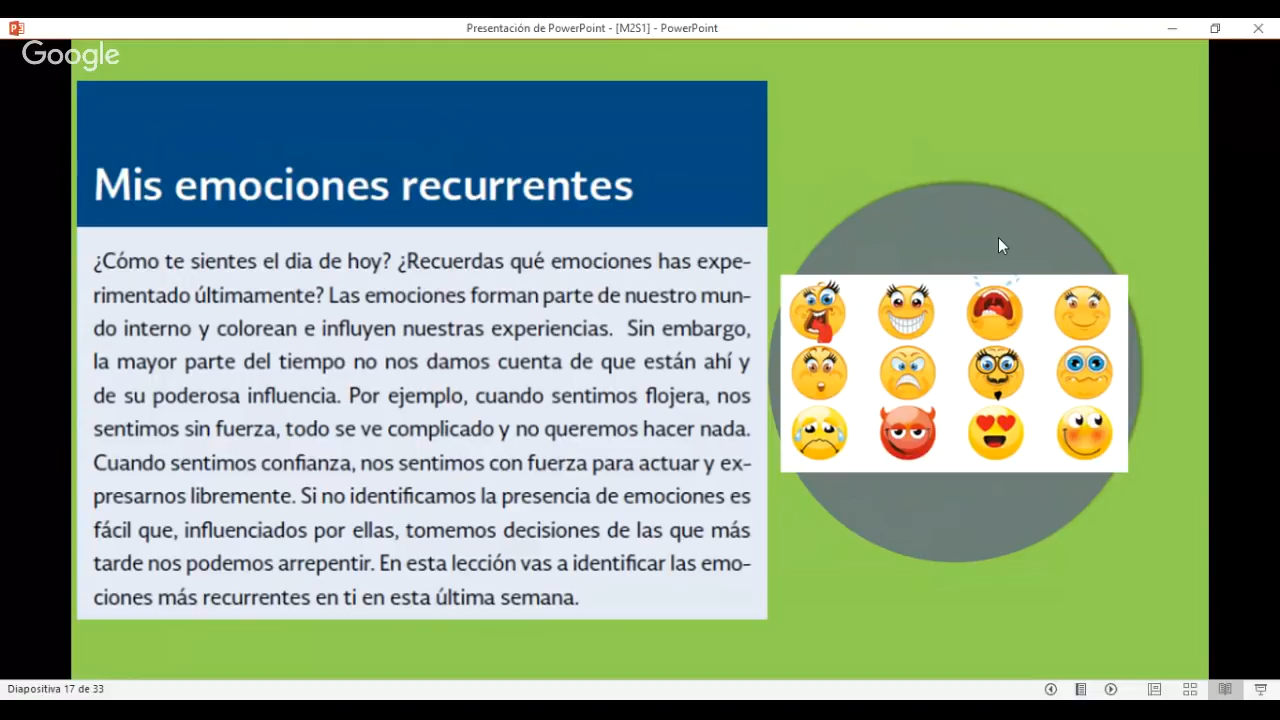 Presentación de PowerPoint - [M2S1] - PowerPoint
Google
Mis emociones recurrentes
¿Cómo te sientes el dia de hoy? ¿Recuerdas qué emociones has expe-
rimentado últimamente? Las emociones forman parte de nuestro mun-
do interno y colorean e influyen nuestras experiencias. Sin embargo,
la mayor parte del tiempo no nos damos cuenta de que están ahí y
de su poderosa influencia. Por ejemplo, cuando sentimos flojera, nos
sentimos sin fuerza, todo se ve complicado y no queremos hacer nada.
Cuando sentimos confianza, nos sentimos con fuerza para actuar y ex-
presarnos libremente. Si no identificamos la presencia de emociones es
fácil que, influenciados por ellas, tomemos decisiones de las que más
tarde nos podemos arrepentir. En esta lección vas a identificar las emo-
ciones más recurrentes en ti en esta última semana.
Diapositiva 17 de 33